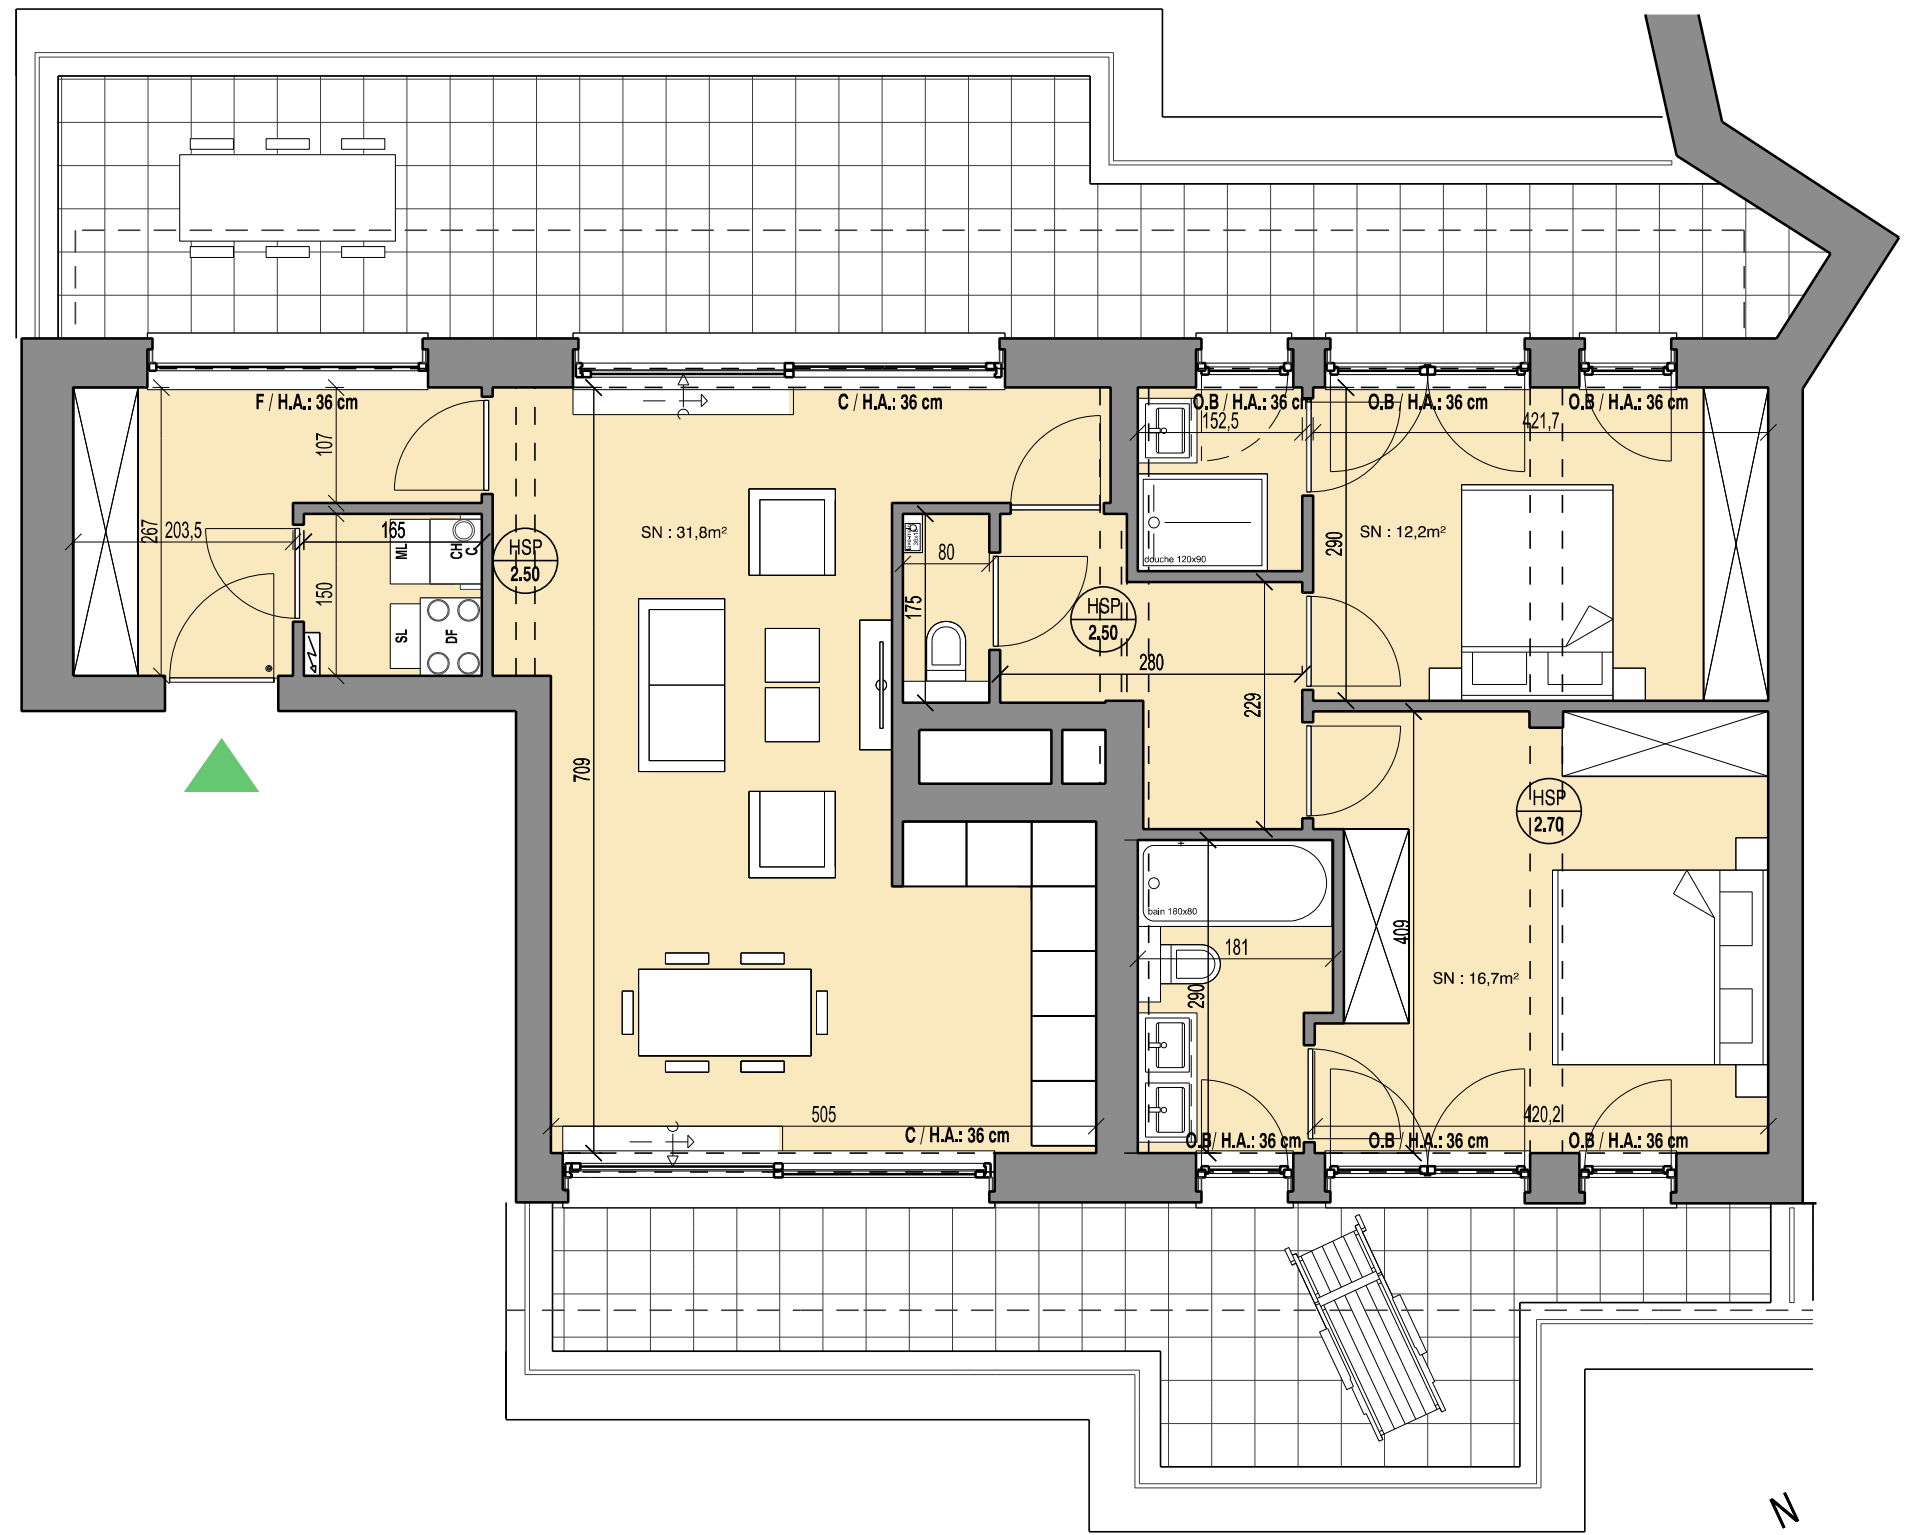 F / H.A.: 36 cm
C / H.A.: 36 cm
O.B / H.A.: 36 cm
O.B / H.A.: 36 cm
O.B / H.A.: 36 cm
152,5
421,7
107
267
203,5
165
ML
CH
C
150
SL
DF
HSP
2.50
SN : 31,8m²
80
175
HSP
2.50
douche 120x90
290
SN : 12,2m²
280
229
709
HSP
2.70
bain 180x80
181
290
409
SN : 16,7m²
505
C / H.A.: 36 cm
420,2
O.B / H.A.: 36 cm
O.B / H.A.: 36 cm
O.B / H.A.: 36 cm
N